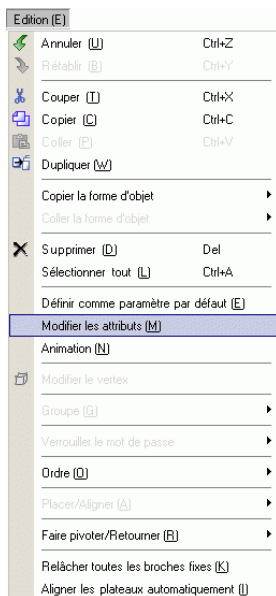 Edition (E)
Annuler (U) Ctrl+Z
Rétablir (B) Ctrl+Y
Couper (T) Ctrl+X
Copier (C) Ctrl+C
Coller (P) Ctrl+V
Dupliquer (W)
Copier la forme d'objet
Coller la forme d'objet
Supprimer (D) Del
Sélectionner tout (L) Ctrl+A
Définir comme paramètre par défaut (E)
Modifier les attributs (M)
Animation (N)
Modifier le vertex
Groupe (G)
Verrouiller le mot de passe
Ordre (O)
Placer/Aligner (A)
Faire pivoter/Retourner (R)
Relâcher toutes les broches fixes (K)
Aligner les plateaux automatiquement (I)